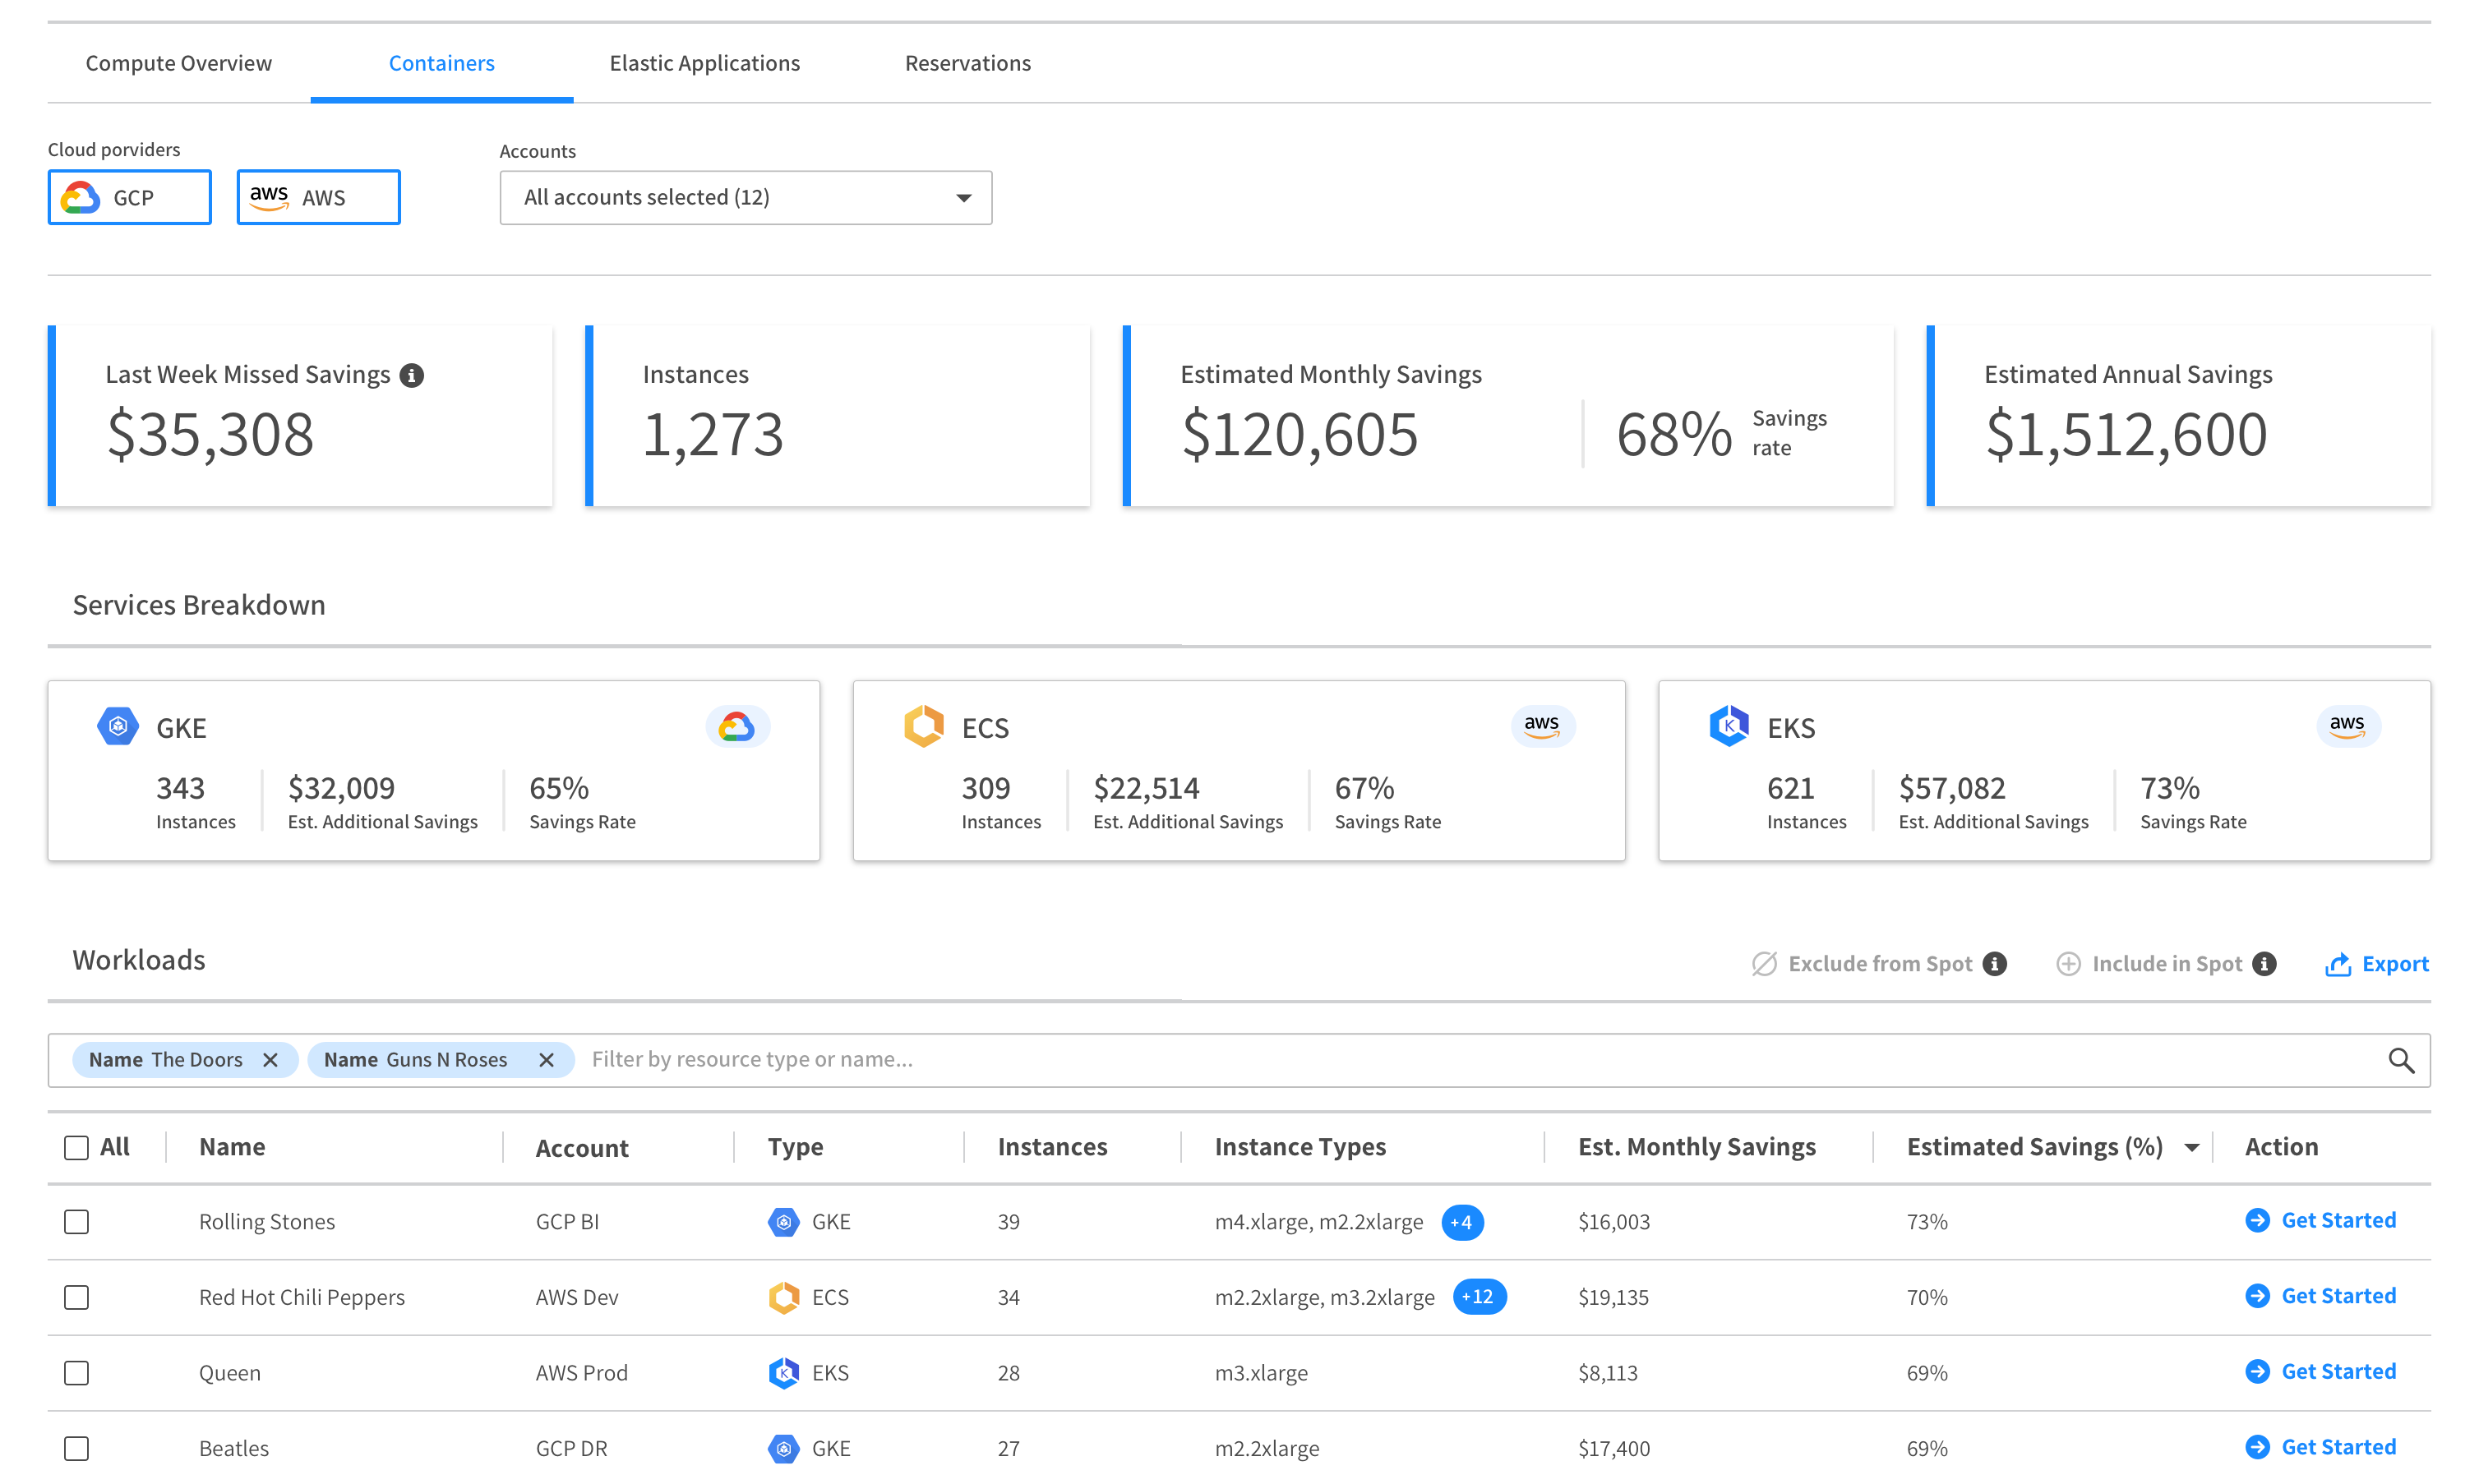 Compute Overview Containers Elastic Applications Reservations
Cloud porviders Accounts
GCP aws AWS All accounts selected (12)
Last Week Missed Savings i
$35,308
Instances
1,273
Estimated Monthly Savings
$120,605 68% Savings rate
Estimated Annual Savings
$1,512,600
Services Breakdown
GKE
343 $32,009 65%
Instances Est. Additional Savings Savings Rate
ECS aws
309 $22,514 67%
Instances Est. Additional Savings Savings Rate
K EKS aws
621 $57,082 73%
Instances Est. Additional Savings Savings Rate
Workloads Exclude from Spot i Include in Spot i Export
Name The Doors Name Guns N Roses Filter by resource type or name...
All Name Account Type Instances Instance Types Est. Monthly Savings Estimated Savings (%) Action
Rolling Stones GCP BI GKE 39 m4.xlarge, m2.2xlarge +4 $16,003 73% Get Started
Red Hot Chili Peppers AWS Dev ECS 34 m2.2xlarge, m3.2xlarge +12 $19,135 70% Get Started
Queen AWS Prod K EKS 28 m3.xlarge $8,113 69% Get Started
Beatles GCP DR GKE 27 m2.2xlarge $17,400 69% Get Started